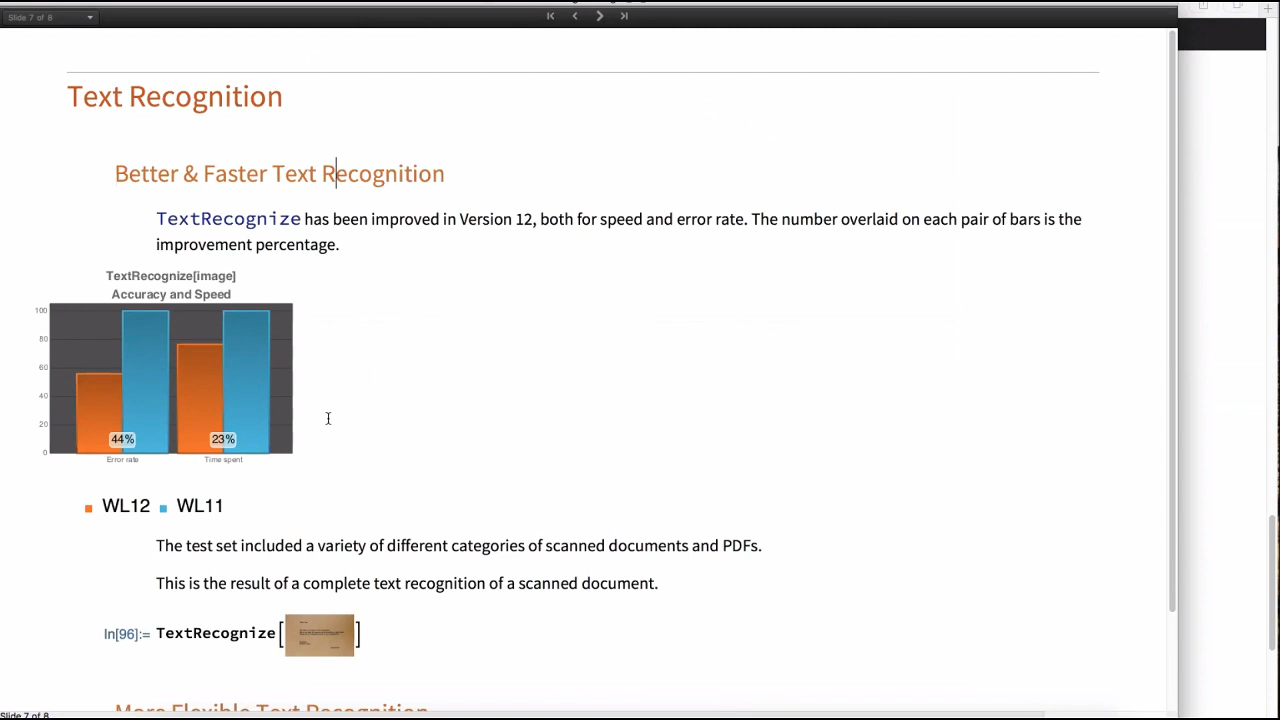 Slide 7 of 8
Text Recognition
Better & Faster Text Recognition
TextRecognize has been improved in Version 12, both for speed and error rate. The number overlaid on each pair of bars is the
improvement percentage.
TextRecognize[image]
Accuracy and Speed
100
80
60
40
20
0
44%
23%
Error rate
Time spent
WL12 WL11
The test set included a variety of different categories of scanned documents and PDFs.
This is the result of a complete text recognition of a scanned document.
In[96]:= TextRecognize[ ]
More Flexible Text Recognition
Slide 7 of 8